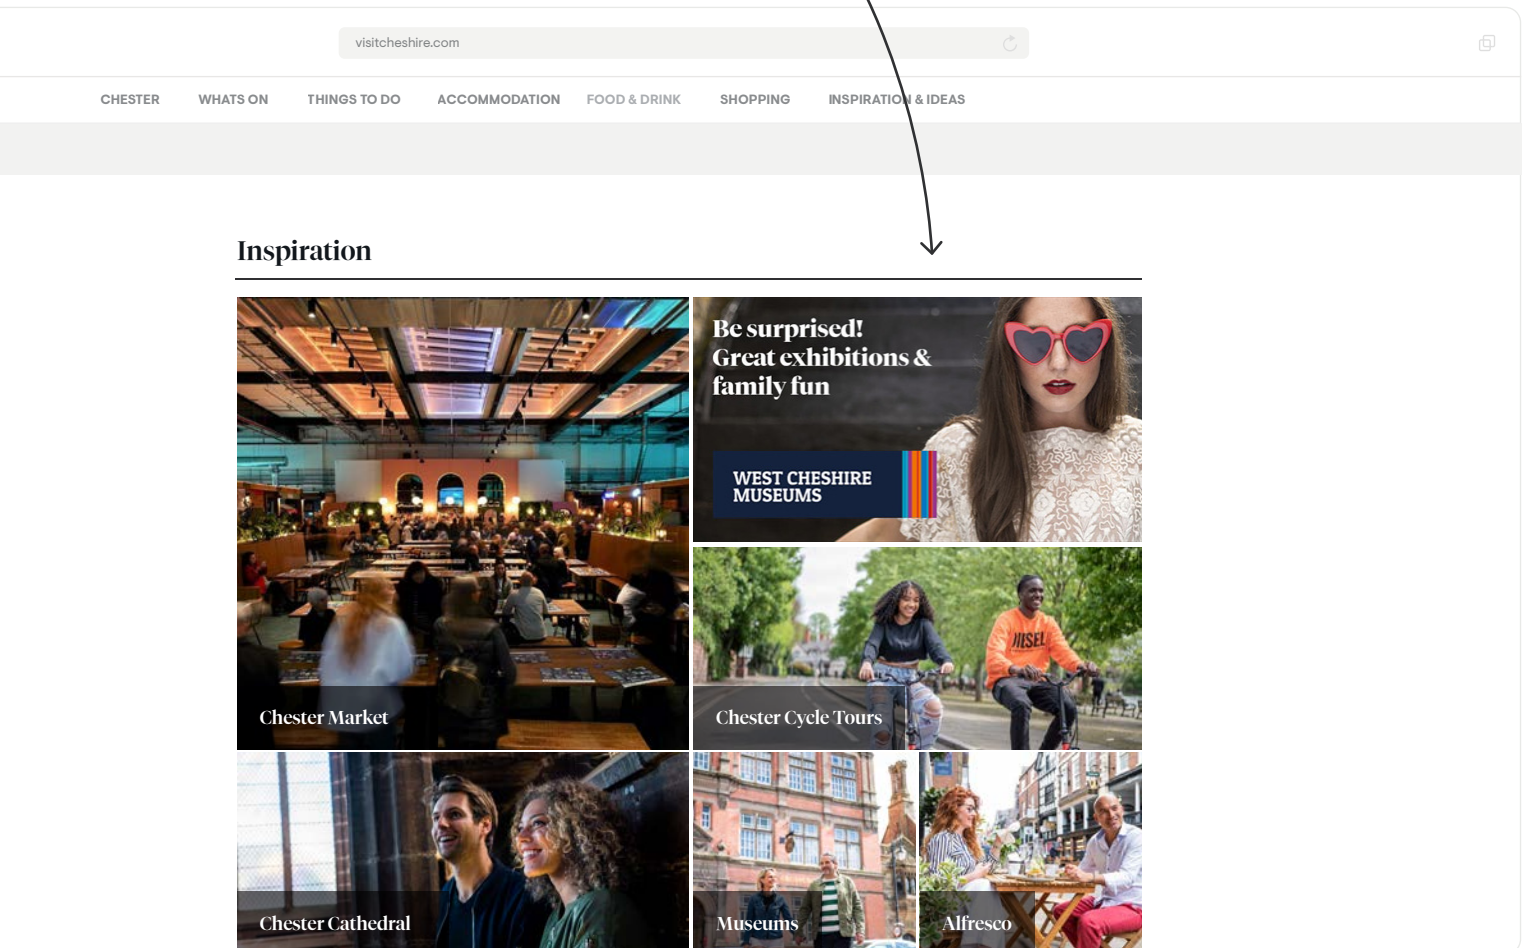 visitcheshire.com
CHESTER WHATS ON THINGS TO DO ACCOMMODATION FOOD & DRINK SHOPPING INSPIRATION & IDEAS
Inspiration
Be surprised!
Great exhibitions &
family fun
WEST CHESHIRE
MUSEUMS
DIESEL
Chester Market
Chester Cycle Tours
Chester Cathedral
Museums
Alfresco